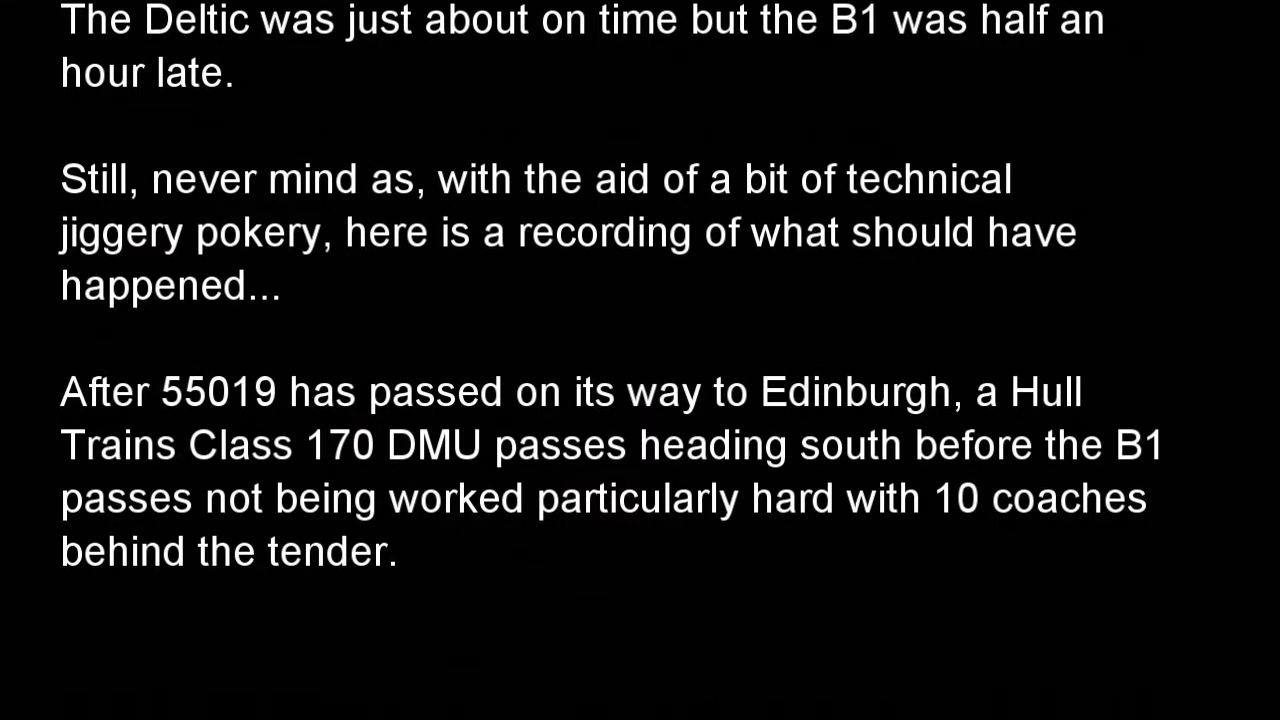 The Deltic was just about on time but the B1 was half an
hour late.
Still, never mind as, with the aid of a bit of technical
jiggery pokery, here is a recording of what should have
happened...
After 55019 has passed on its way to Edinburgh, a Hull
Trains Class 170 DMU passes heading south before the B1
passes not being worked particularly hard with 10 coaches
behind the tender.